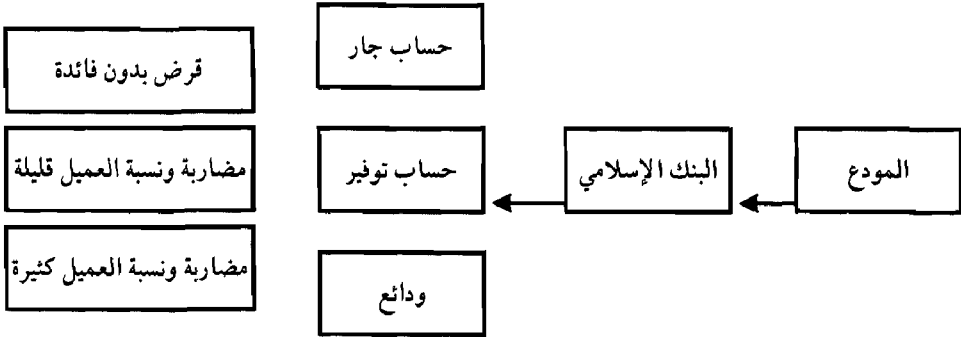 حساب جار
قرض بدون فائدة
المودع
البنك الإسلامي
حساب توفير
مضاربة ونسبة العميل قليلة
ودائع
مضاربة ونسبة العميل كثيرة